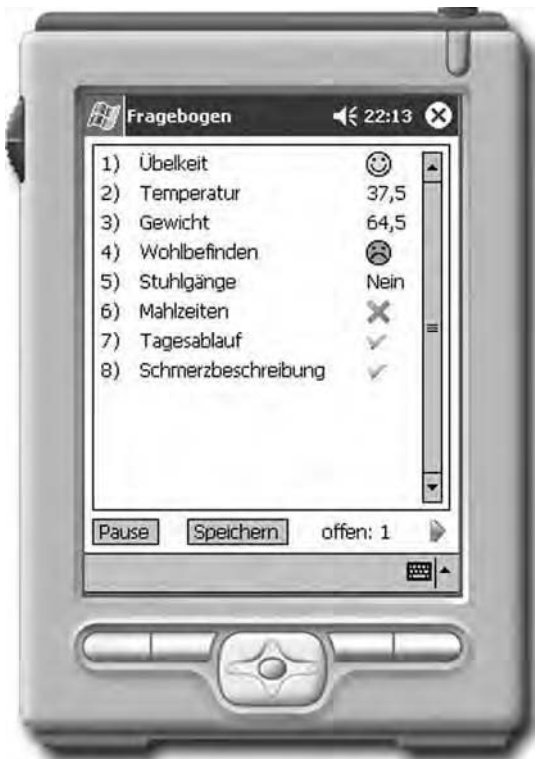 Fragebogen 22:13
1) Übelkeit
2) Temperatur 37,5
3) Gewicht 64,5
4) Wohlbefinden
5) Stuhlgänge Nein
6) Mahlzeiten
7) Tagesablauf
8) Schmerzbeschreibung
Pause Speichern offen: 1